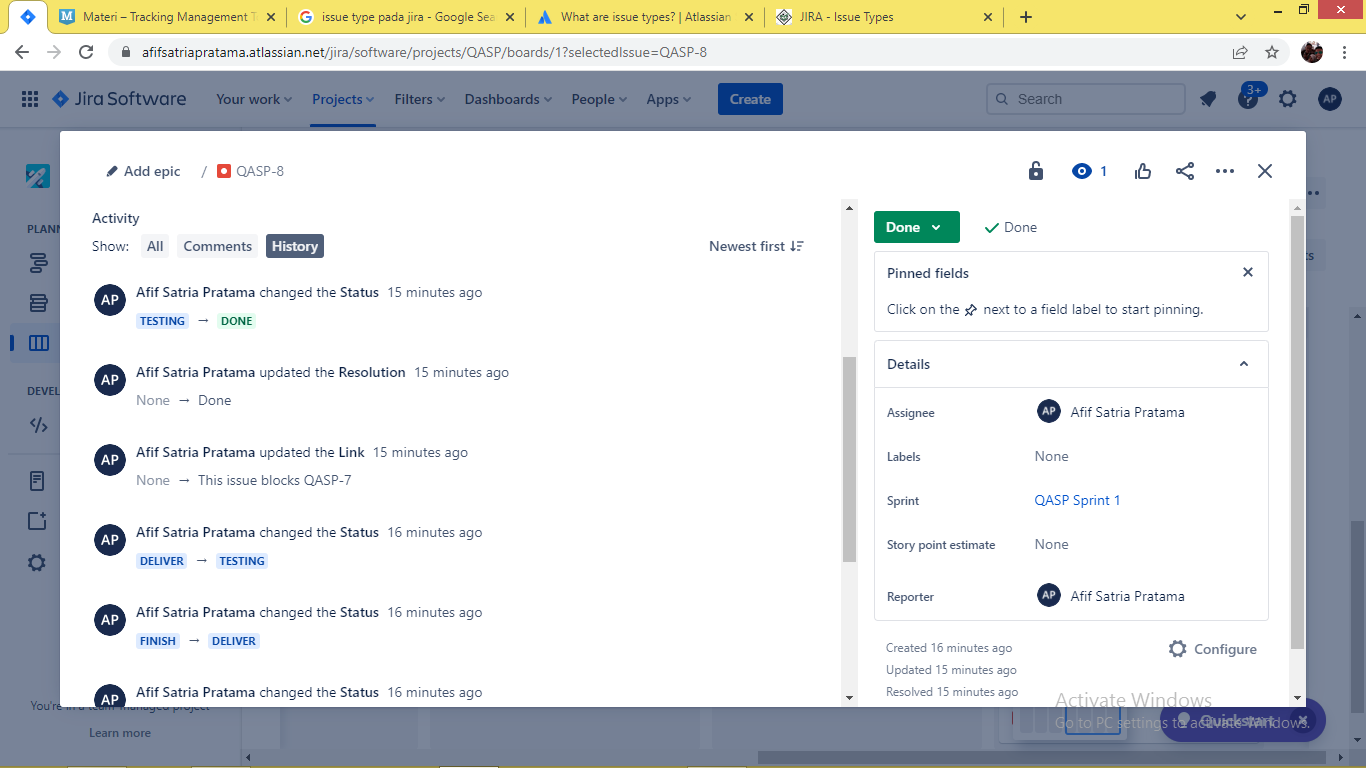 Materi – Tracking Management T
issue type pada jira - Google Sea
What are issue types? | Atlassian
JIRA - Issue Types
afifsatriapratama.atlassian.net/jira/software/projects/QASP/boards/1?selectedIssue=QASP-8
Jira Software
Your work
Projects
Filters
Dashboards
People
Apps
Create
Search
3+
AP
Add epic
/
QASP-8
1
PLANN
DEVEL
Activity
Show:
All
Comments
History
Newest first
AP
Afif Satria Pratama changed the Status 15 minutes ago
TESTING → DONE
AP
Afif Satria Pratama updated the Resolution 15 minutes ago
None → Done
AP
Afif Satria Pratama updated the Link 15 minutes ago
None → This issue blocks QASP-7
AP
Afif Satria Pratama changed the Status 16 minutes ago
DELIVER → TESTING
AP
Afif Satria Pratama changed the Status 16 minutes ago
FINISH → DELIVER
AP
Afif Satria Pratama changed the Status 16 minutes ago
Done
Done
Pinned fields
Click on the next to a field label to start pinning.
Details
Assignee
AP
Afif Satria Pratama
Labels
None
Sprint
QASP Sprint 1
Story point estimate
None
Reporter
AP
Afif Satria Pratama
Created 16 minutes ago
Updated 15 minutes ago
Resolved 15 minutes ago
Configure
You're in a team-managed project
Learn more
Quickstart
Activate Windows
Go to PC settings to activate Windows.